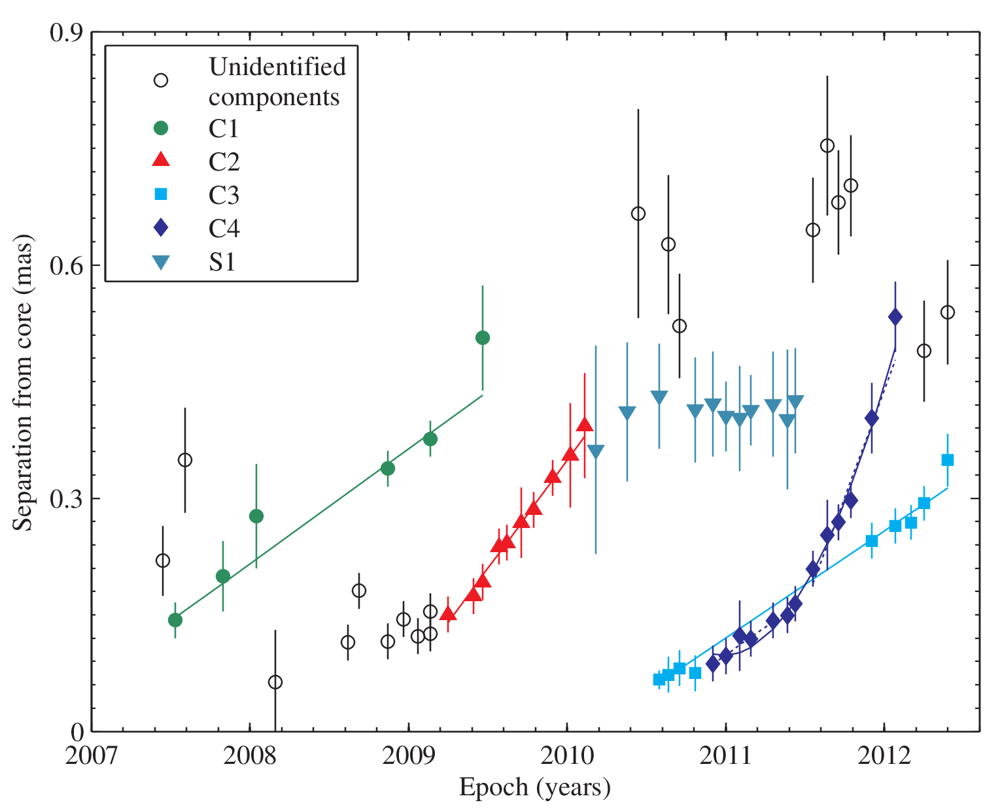 0.9
Unidentified
components
C1
C2
C3
C4
S1
0.6
0.3
0
Separation from core (mas)
2007 2008 2009 2010 2011 2012
Epoch (years)